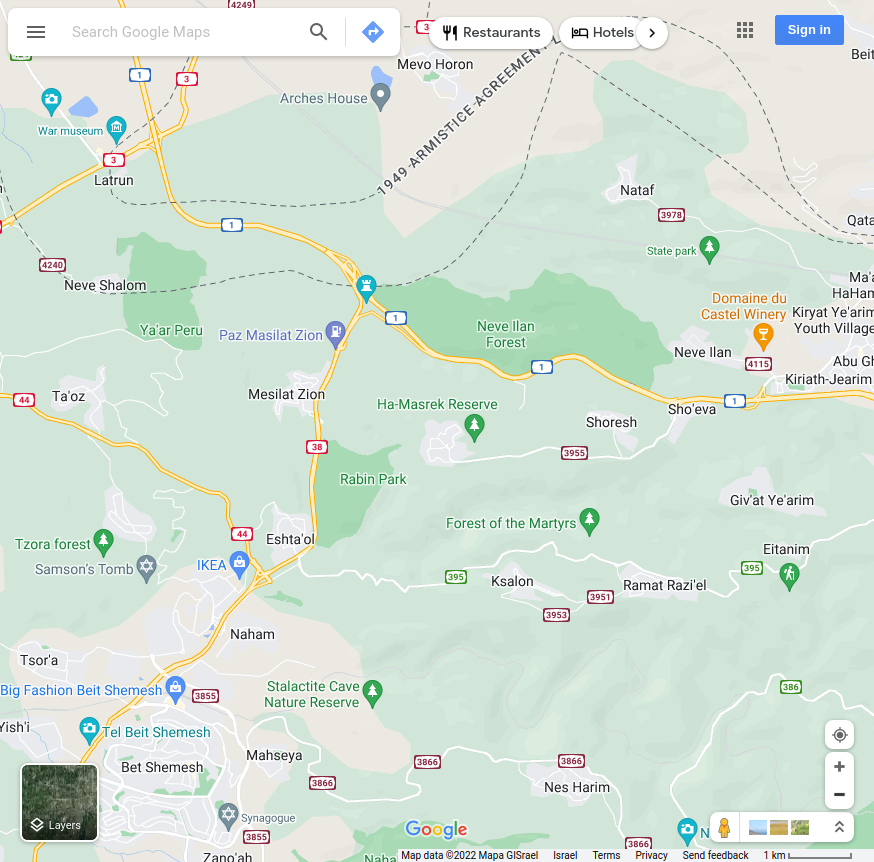 4249
Search Google Maps
3
Restaurants
Hotels
Sign in
Mevo Horon
1
3
Arches House
War museum
3
Latrun
1949 ARMISTICE AGREEMENT
Nataf
3978
1
State park
4240
Neve Shalom
Domaine du
Castel Winery
Kiryat Ye'arim
Youth Village
1
Ya'ar Peru
Paz Masilat Zion
Neve Ilan
Forest
Neve Ilan
4115
1
Kiriath-Jearim
Ta'oz
44
Mesilat Zion
Ha-Masrek Reserve
1
Sho'eva
Shoresh
38
3955
Rabin Park
Giv'at Ye'arim
Forest of the Martyrs
44
Eshta'ol
Tzora forest
Eitanim
Samson's Tomb
IKEA
395
Ksalon
Ramat Razi'el
395
3951
3953
Naham
Tsor'a
Big Fashion Beit Shemesh
3855
Stalactite Cave
Nature Reserve
386
Yish'i
Tel Beit Shemesh
Mahseya
Bet Shemesh
3866
3866
3866
Nes Harim
Layers
Synagogue
3855
Google
3866
Zano'ah
Map data ©2022 Mapa GISrael Israel Terms Privacy Send feedback 1 km